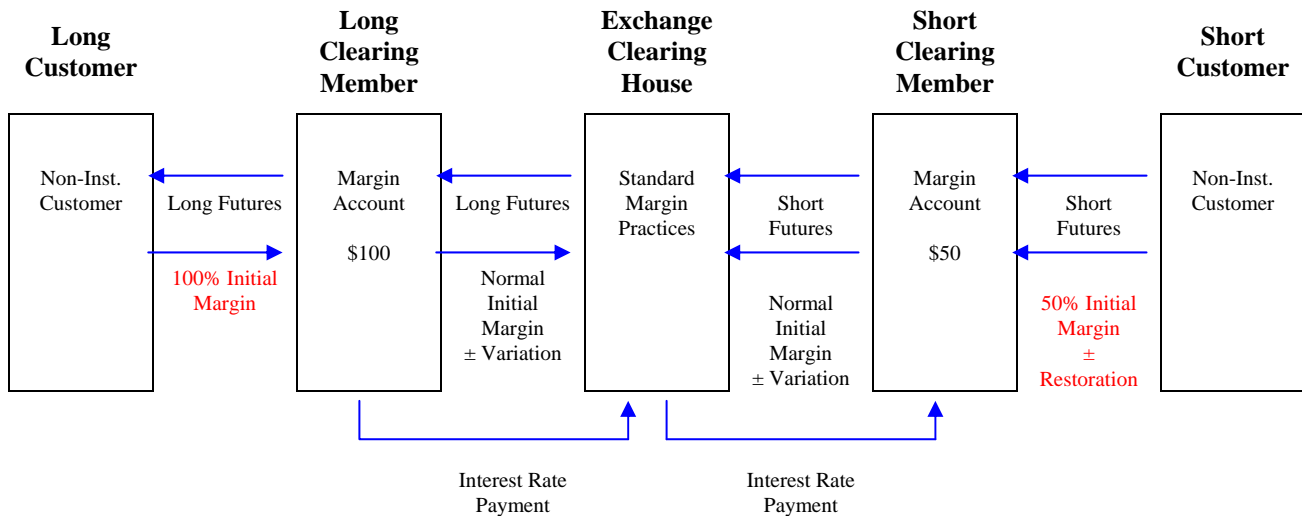 Long
Customer
Long
Clearing
Member
Exchange
Clearing
House
Short
Clearing
Member
Short
Customer
Non-Inst.
Customer
Long Futures
100% Initial
Margin
Margin
Account
$100
Long Futures
Normal
Initial
Margin
± Variation
Standard
Margin
Practices
Short
Futures
Normal
Initial
Margin
± Variation
Margin
Account
$50
Short
Futures
50% Initial
Margin
±
Restoration
Non-Inst.
Customer
Interest Rate
Payment
Interest Rate
Payment